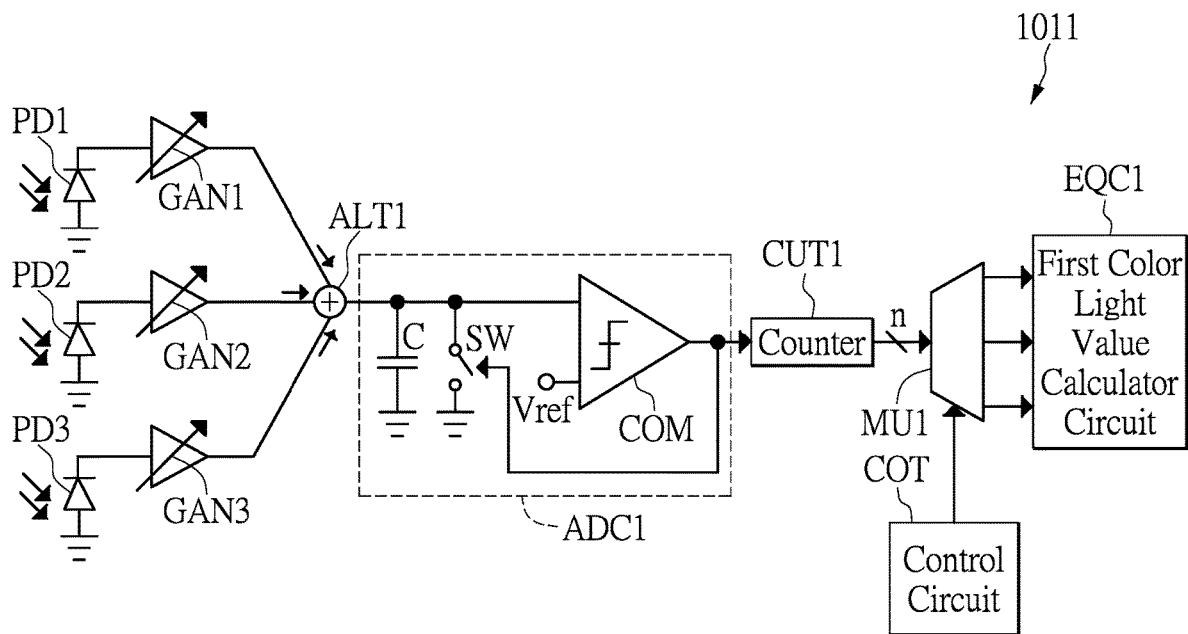 1011
PD1
GAN1
ALT1
EQC1
PD2
GAN2
C
SW
Vref
COM
CUT1
Counter
n
MU1
First Color
Light
Value
Calculator
Circuit
PD3
GAN3
ADC1
COT
Control
Circuit